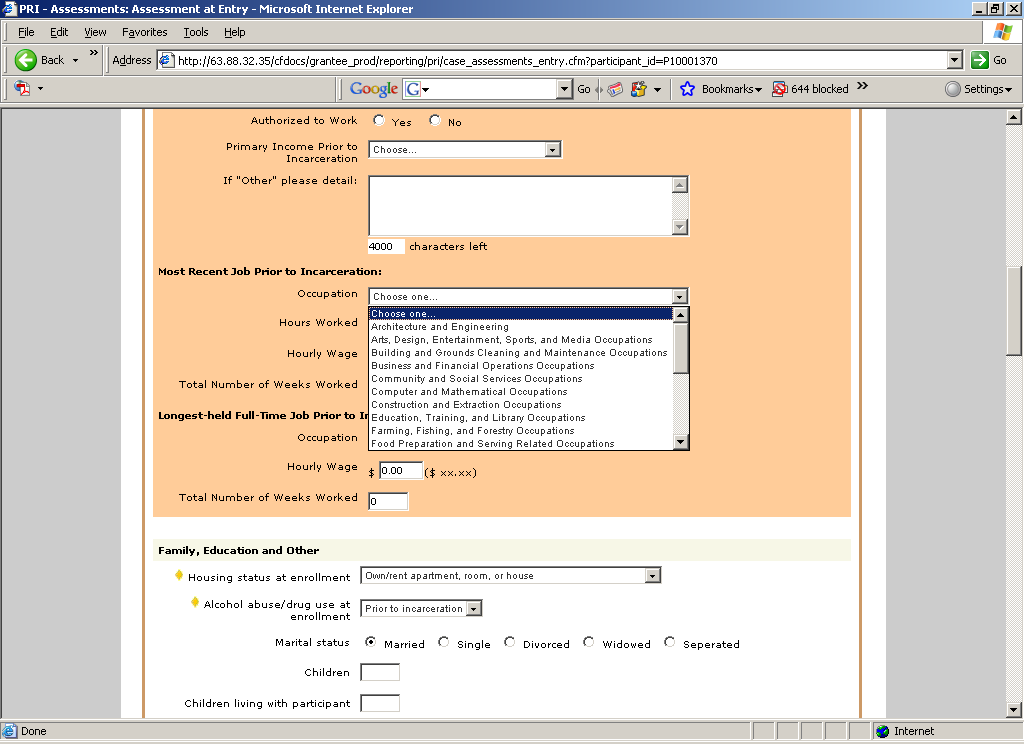 PRI - Assessments: Assessment at Entry - Microsoft Internet Explorer
File Edit View Favorites Tools Help
Back » Address http://63.88.32.35/cfdocs/grantee_prod/reporting/pri/case_assessments_entry.cfm?participant_id=P10001370 Go
Google G Go Bookmarks 644 blocked » Settings
Authorized to Work Yes No
Primary Income Prior to Incarceration Choose...
If "Other" please detail:
4000 characters left
Most Recent Job Prior to Incarceration:
Occupation Choose one...
Choose one...
Hours Worked
Architecture and Engineering
Arts, Design, Entertainment, Sports, and Media Occupations
Hourly Wage
Building and Grounds Cleaning and Maintenance Occupations
Business and Financial Operations Occupations
Community and Social Services Occupations
Total Number of Weeks Worked
Computer and Mathematical Occupations
Construction and Extraction Occupations
Longest-held Full-Time Job Prior to I
Education, Training, and Library Occupations
Farming, Fishing, and Forestry Occupations
Occupation
Food Preparation and Serving Related Occupations
Hourly Wage $ 0.00 ($ xx.xx)
Total Number of Weeks Worked 0
Family, Education and Other
Housing status at enrollment Own/rent apartment, room, or house
Alcohol abuse/drug use at enrollment Prior to incarceration
Marital status Married Single Divorced Widowed Seperated
Children
Children living with participant
Done Internet